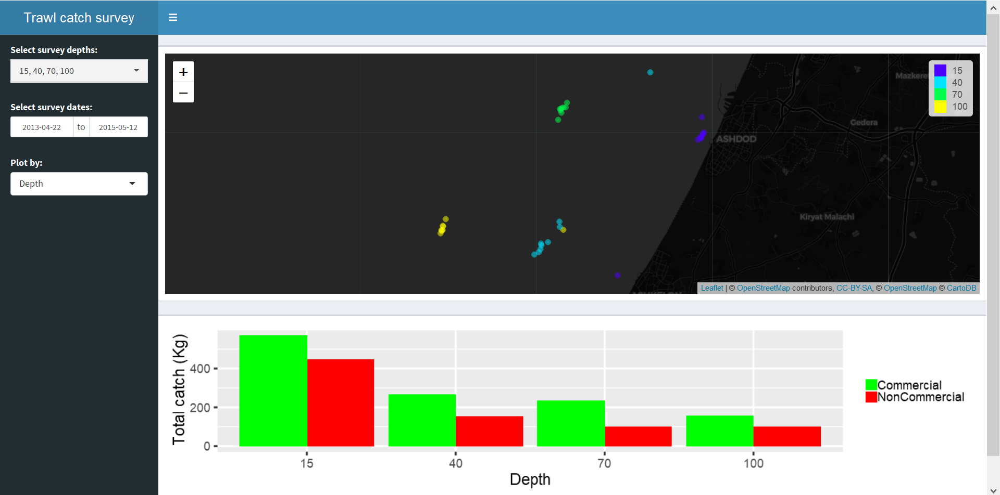 Trawl catch survey
Select survey depths:
15, 40, 70, 100
Select survey dates:
2013-04-22 to 2015-05-12
Plot by:
Depth
+
−
15
40
70
100
Gedera
ASHDOD
Kiryat Malachi
Leaflet | © OpenStreetMap contributors, CC-BY-SA, © OpenStreetMap © CartoDB
Total catch (Kg)
400
200
0
15 40 70 100
Depth
Commercial
NonCommercial